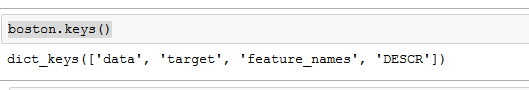 boston.keys()
dict_keys(['data', 'target', 'feature_names', 'DESCR'])